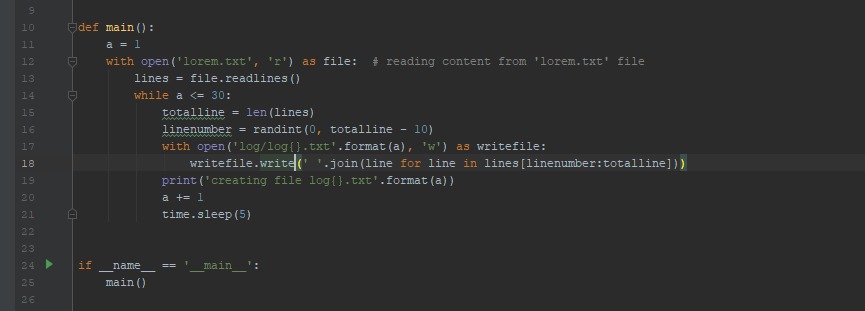 9
10 def main():
11     a = 1
12     with open('lorem.txt', 'r') as file:  # reading content from 'lorem.txt' file
13         lines = file.readlines()
14         while a <= 30:
15             totalline = len(lines)
16             linenumber = randint(0, totalline - 10)
17             with open('log/log{}.txt'.format(a), 'w') as writefile:
18                 writefile.write(' '.join(line for line in lines[linenumber:totalline]))
19             print('creating file log{}.txt'.format(a))
20             a += 1
21             time.sleep(5)
22
23
24 if __name__ == '__main__':
25     main()
26